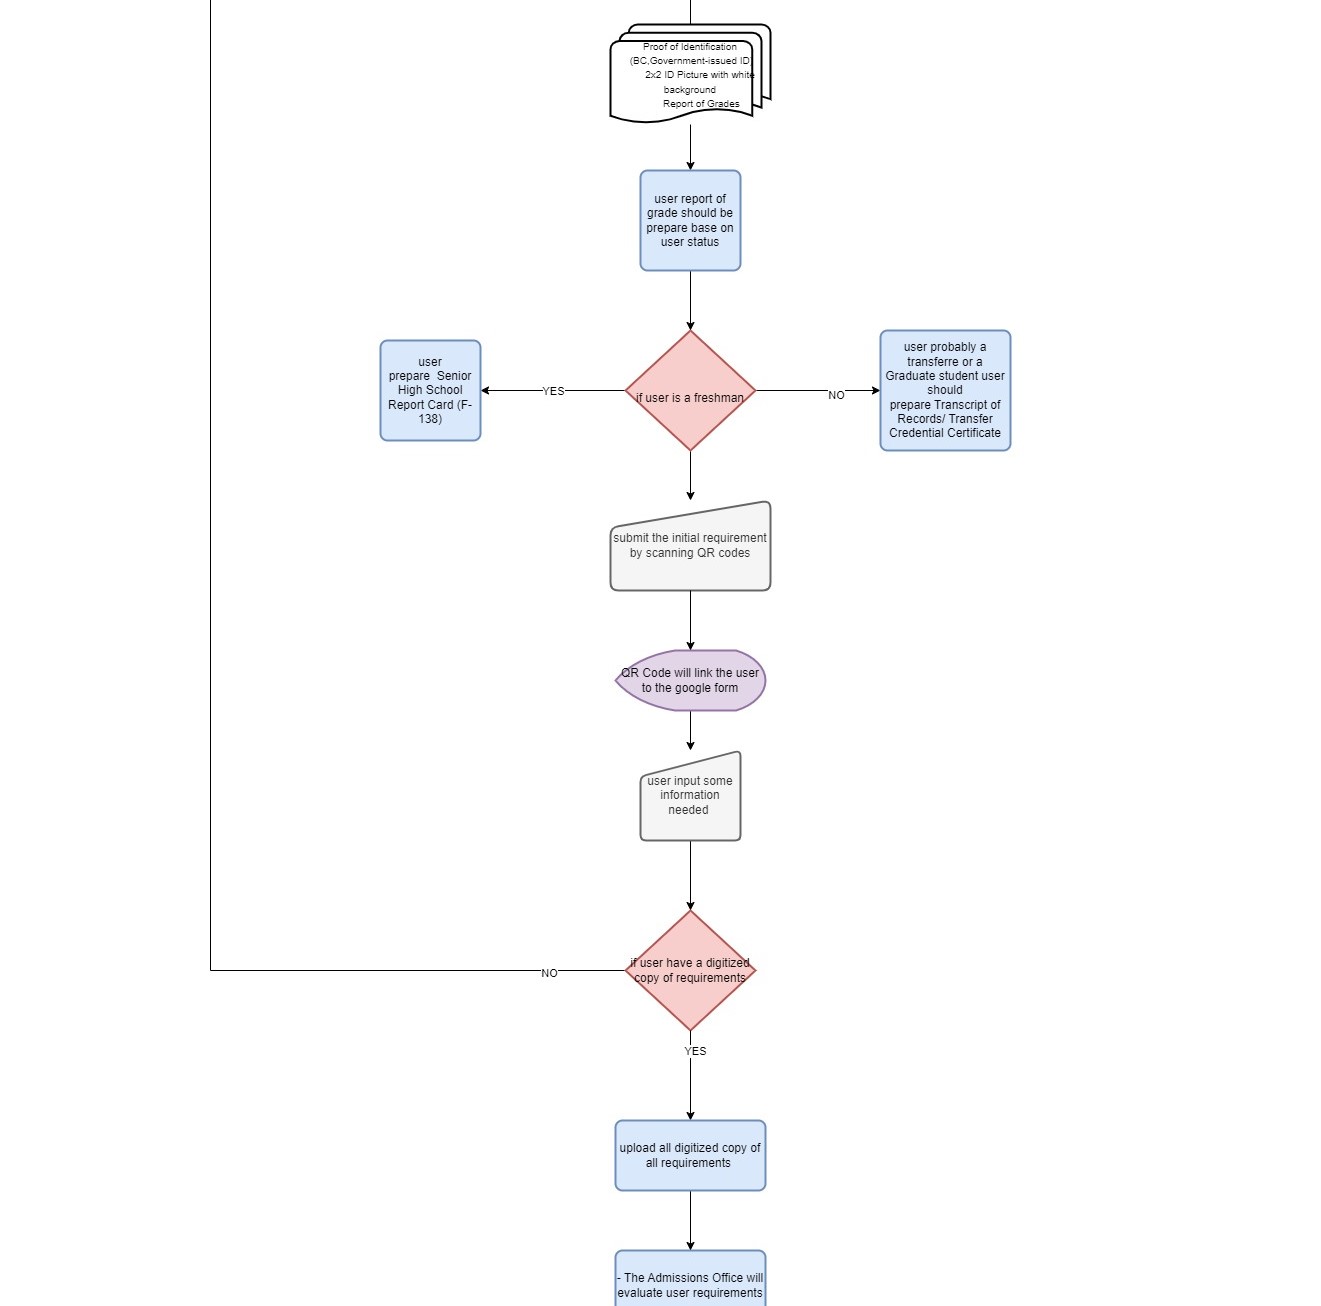 Proof of Identification
(BC,Government-issued ID)
2x2 ID Picture with white
background
Report of Grades
user report of
grade should be
prepare base on
user status
user
prepare  Senior
High School
Report Card (F-
138)
YES
if user is a freshman
NO
user probably a
transferre or a
Graduate student user
should
prepare Transcript of
Records/ Transfer
Credential Certificate
submit the initial requirement
by scanning QR codes
QR Code will link the user
to the google form
user input some
information
needed
if user have a digitized
copy of requirements
NO
YES
upload all digitized copy of
all requirements
- The Admissions Office will
evaluate user requirements